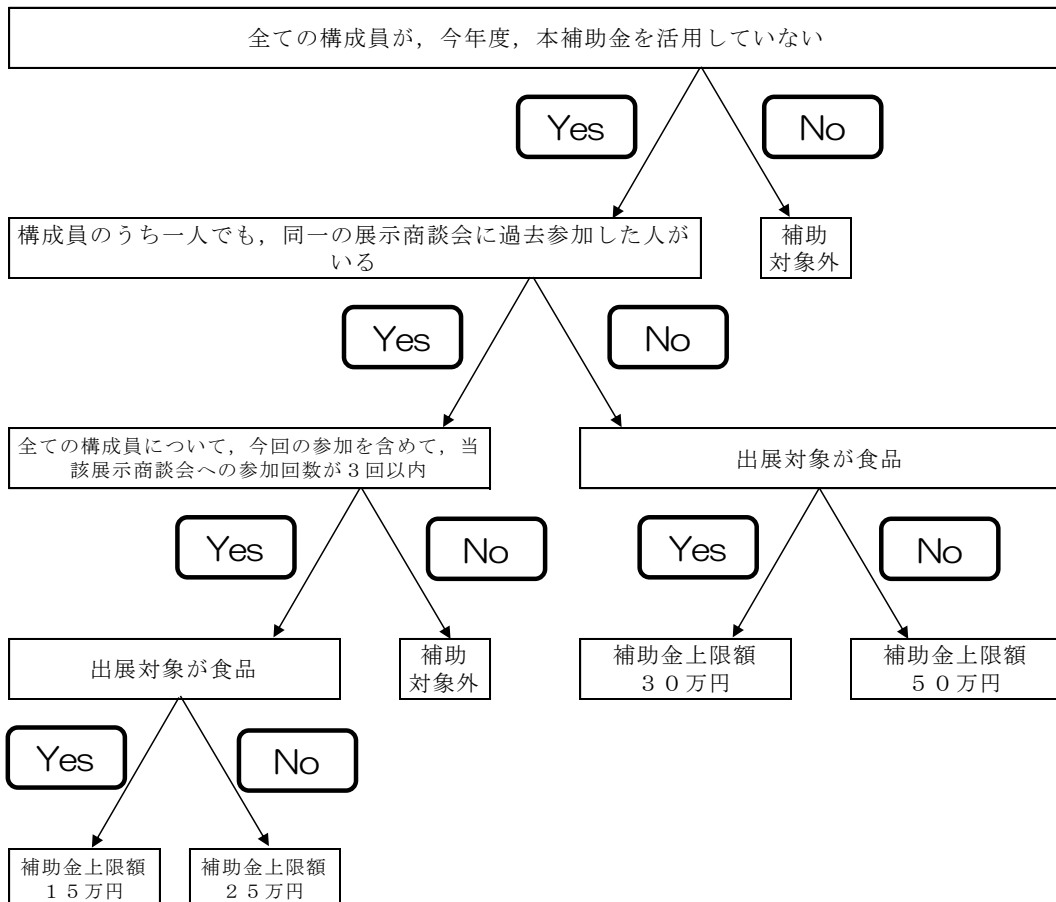 全ての構成員が，今年度，本補助金を活用していない
Yes
No
構成員のうち一人でも，同一の展示商談会に過去参加した人が
いる
補助
対象外
Yes
No
全ての構成員について，今回の参加を含めて，当
該展示商談会への参加回数が３回以内
出展対象が食品
Yes
No
Yes
No
出展対象が食品
補助
対象外
補助金上限額
３０万円
補助金上限額
５０万円
Yes
No
補助金上限額
１５万円
補助金上限額
２５万円